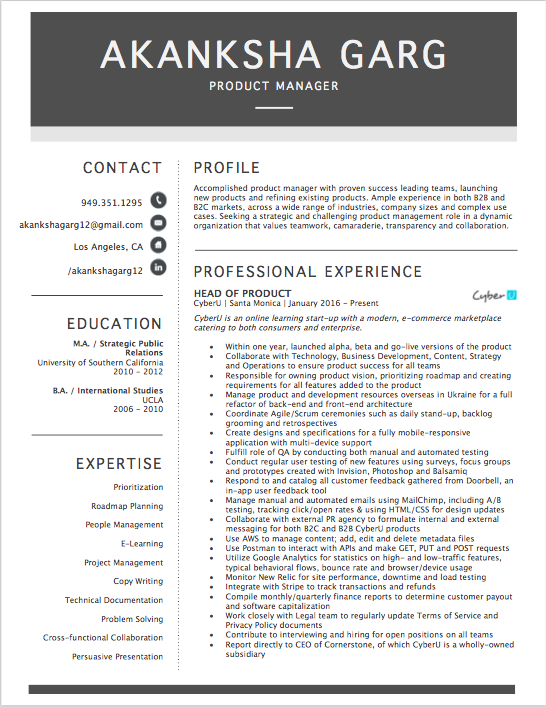 AKANKSHA GARG
PRODUCT MANAGER
CONTACT
949.351.1295
akankshagarg12@gmail.com
Los Angeles, CA
/akankshagarg12
EDUCATION
M.A. / Strategic Public
Relations
University of Southern California
2010 - 2012
B.A. / International Studies
UCLA
2006 - 2010
EXPERTISE
Prioritization
Roadmap Planning
People Management
E-Learning
Project Management
Copy Writing
Technical Documentation
Problem Solving
Cross-functional Collaboration
Persuasive Presentation
PROFILE
Accomplished product manager with proven success leading teams, launching
new products and refining existing products. Ample experience in both B2B and
B2C markets, across a wide range of industries, company sizes and complex use
cases. Seeking a strategic and challenging product management role in a dynamic
organization that values teamwork, camaraderie, transparency and collaboration.
PROFESSIONAL EXPERIENCE
HEAD OF PRODUCT
CyberU | Santa Monica | January 2016 – Present
Cyber U
CyberU is an online learning start-up with a modern, e-commerce marketplace
catering to both consumers and enterprise.
• Within one year, launched alpha, beta and go-live versions of the product
• Collaborate with Technology, Business Development, Content, Strategy
and Operations to ensure product success for all teams
• Responsible for owning product vision, prioritizing roadmap and creating
requirements for all features added to the product
• Manage product and development resources overseas in Ukraine for a full
refactor of back-end and front-end architecture
• Coordinate Agile/Scrum ceremonies such as daily stand-up, backlog
grooming and retrospectives
• Create designs and specifications for a fully mobile-responsive
application with multi-device support
• Fulfill role of QA by conducting both manual and automated testing
• Conduct regular user testing of new features using surveys, focus groups
and prototypes created with Invision, Photoshop and Balsamiq
• Respond to and catalog all customer feedback gathered from Doorbell, an
in-app user feedback tool
• Manage manual and automated emails using MailChimp, including A/B
testing, tracking click/open rates & using HTML/CSS for design updates
• Collaborate with external PR agency to formulate internal and external
messaging for both B2C and B2B CyberU products
• Use AWS to manage content; add, edit and delete metadata files
• Use Postman to interact with APIs and make GET, PUT and POST requests
• Utilize Google Analytics for statistics on high- and low-traffic features,
typical behavioral flows, bounce rate and browser/device usage
• Monitor New Relic for site performance, downtime and load testing
• Integrate with Stripe to track transactions and refunds
• Compile monthly/quarterly finance reports to determine customer payout
and software capitalization
• Work closely with Legal team to regularly update Terms of Service and
Privacy Policy documents
• Contribute to interviewing and hiring for open positions on all teams
• Report directly to CEO of Cornerstone, of which CyberU is a wholly-owned
subsidiary